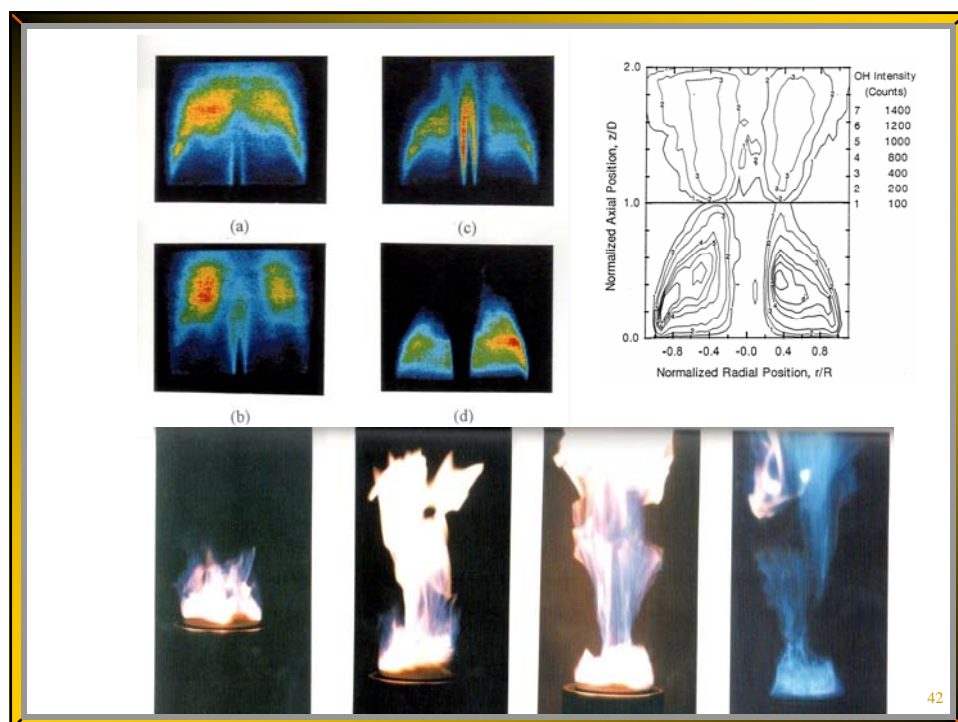 (a)
(c)
(b)
(d)
2.0
1.0
0.0
Normalized Axial Position, z/D
-0.8 -0.4 -0.0 0.4 0.8
Normalized Radial Position, r/R
OH Intensity
(Counts)
7 1400
6 1200
5 1000
4 800
3 400
2 200
1 100
42